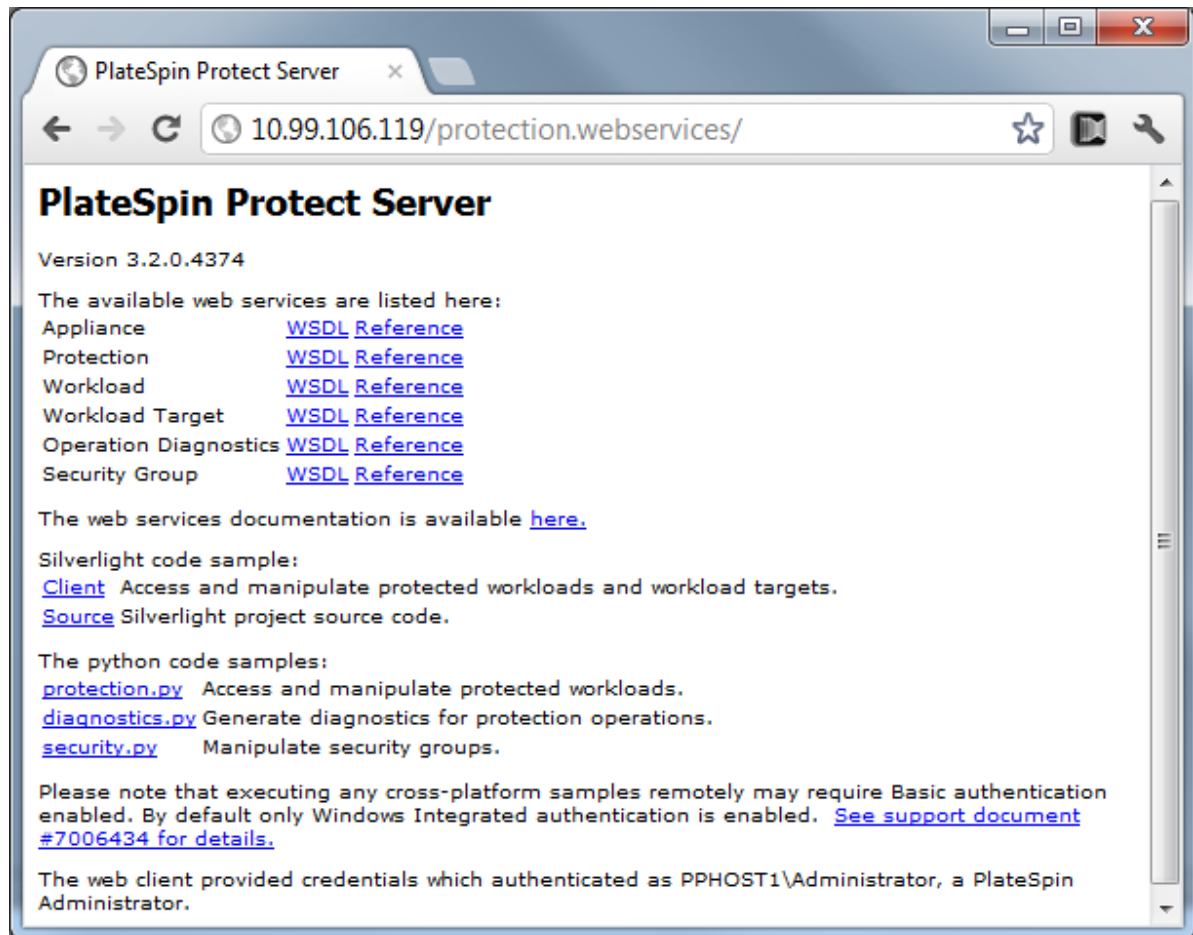 PlateSpin Protect Server
10.99.106.119/protection.webservices/
PlateSpin Protect Server
Version 3.2.0.4374
The available web services are listed here:
Appliance WSDL Reference
Protection WSDL Reference
Workload WSDL Reference
Workload Target WSDL Reference
Operation Diagnostics WSDL Reference
Security Group WSDL Reference
The web services documentation is available here.
Silverlight code sample:
Client Access and manipulate protected workloads and workload targets.
Source Silverlight project source code.
The python code samples:
protection.py Access and manipulate protected workloads.
diagnostics.py Generate diagnostics for protection operations.
security.py Manipulate security groups.
Please note that executing any cross-platform samples remotely may require Basic authentication
enabled. By default only Windows Integrated authentication is enabled. See support document
#7006434 for details.
The web client provided credentials which authenticated as PPHOST1\Administrator, a PlateSpin
Administrator.